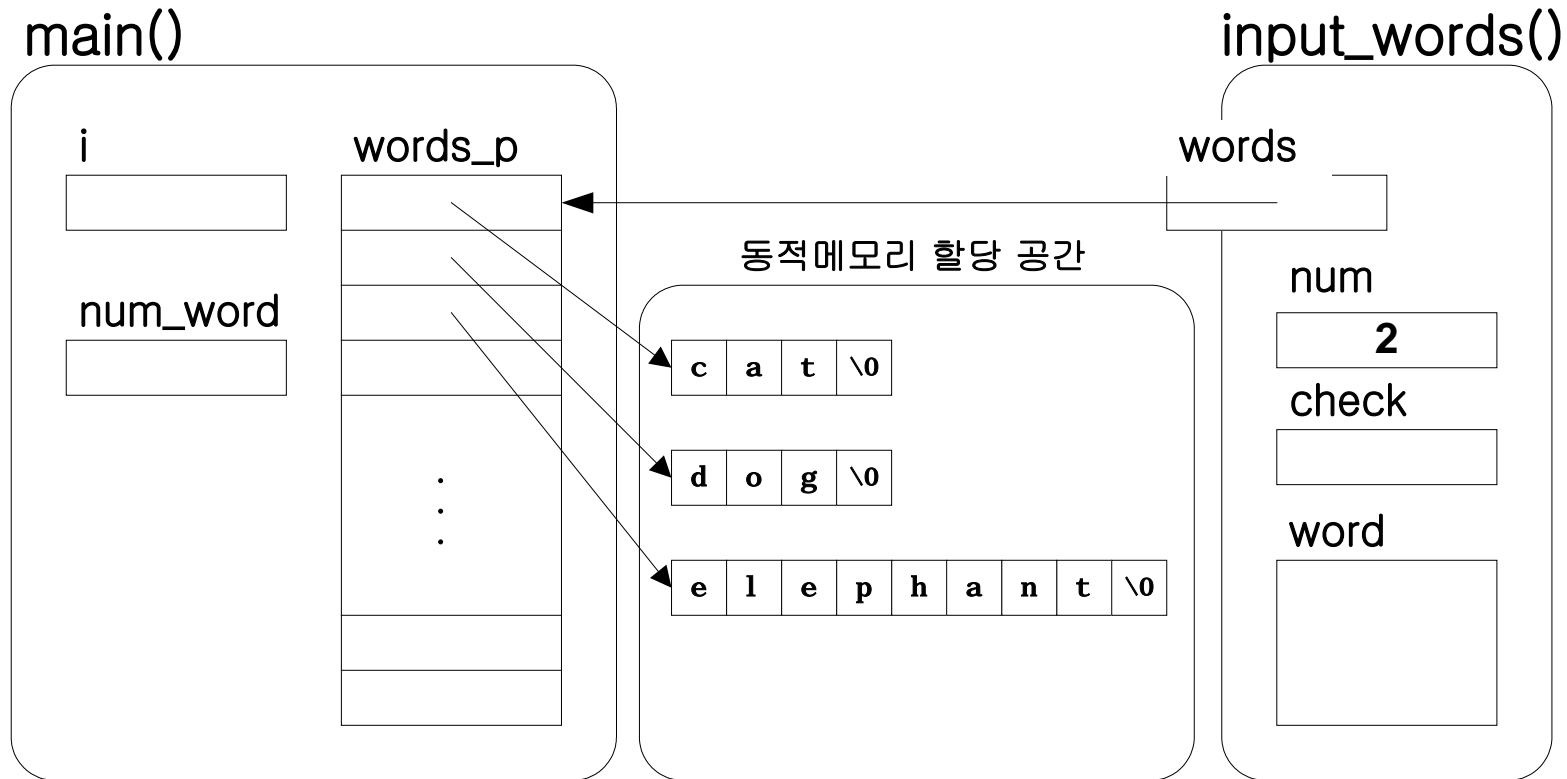 main()
input_words()
i
words_p
words
동적메모리 할당 공간
num
num_word
2
c a t \0
check
d o g \0
word
e l e p h a n t \0